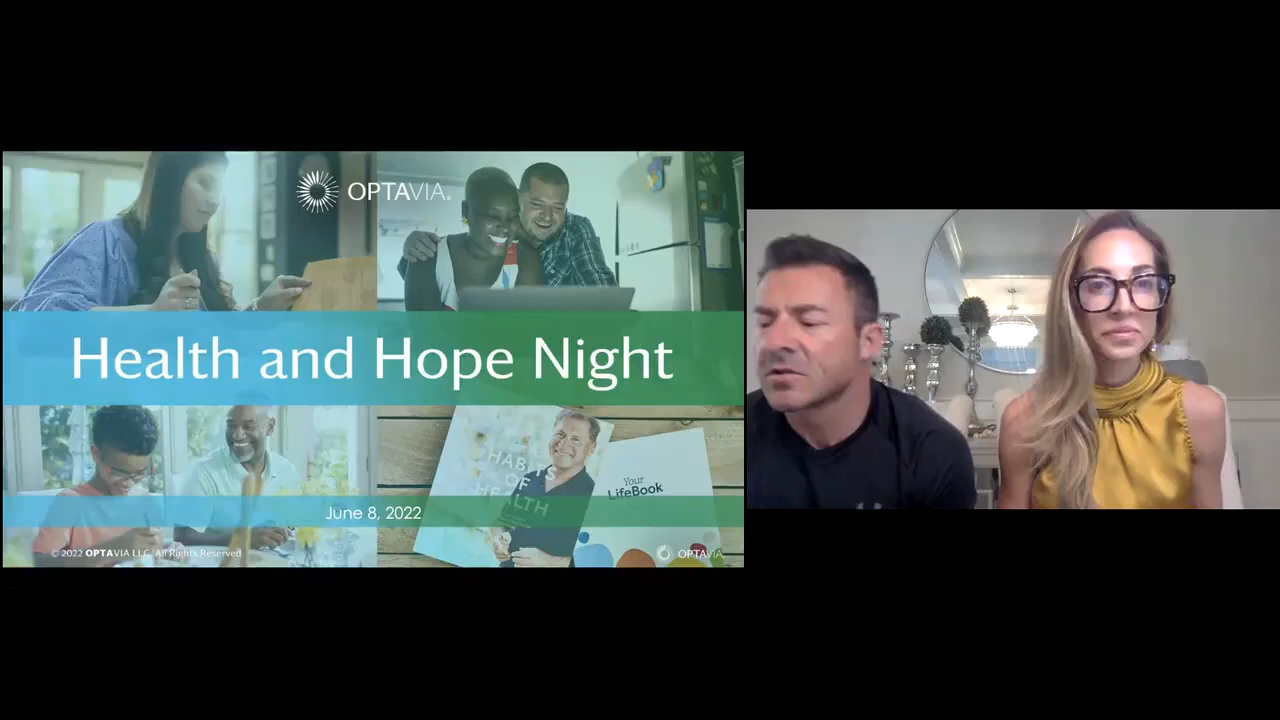 OPTAVIA®
Health and Hope Night
HABITS
OF
HEALTH
Your
LifeBook
June 8, 2022
© 2022 OPTAVIA LLC. All Rights Reserved
OPTAVIA